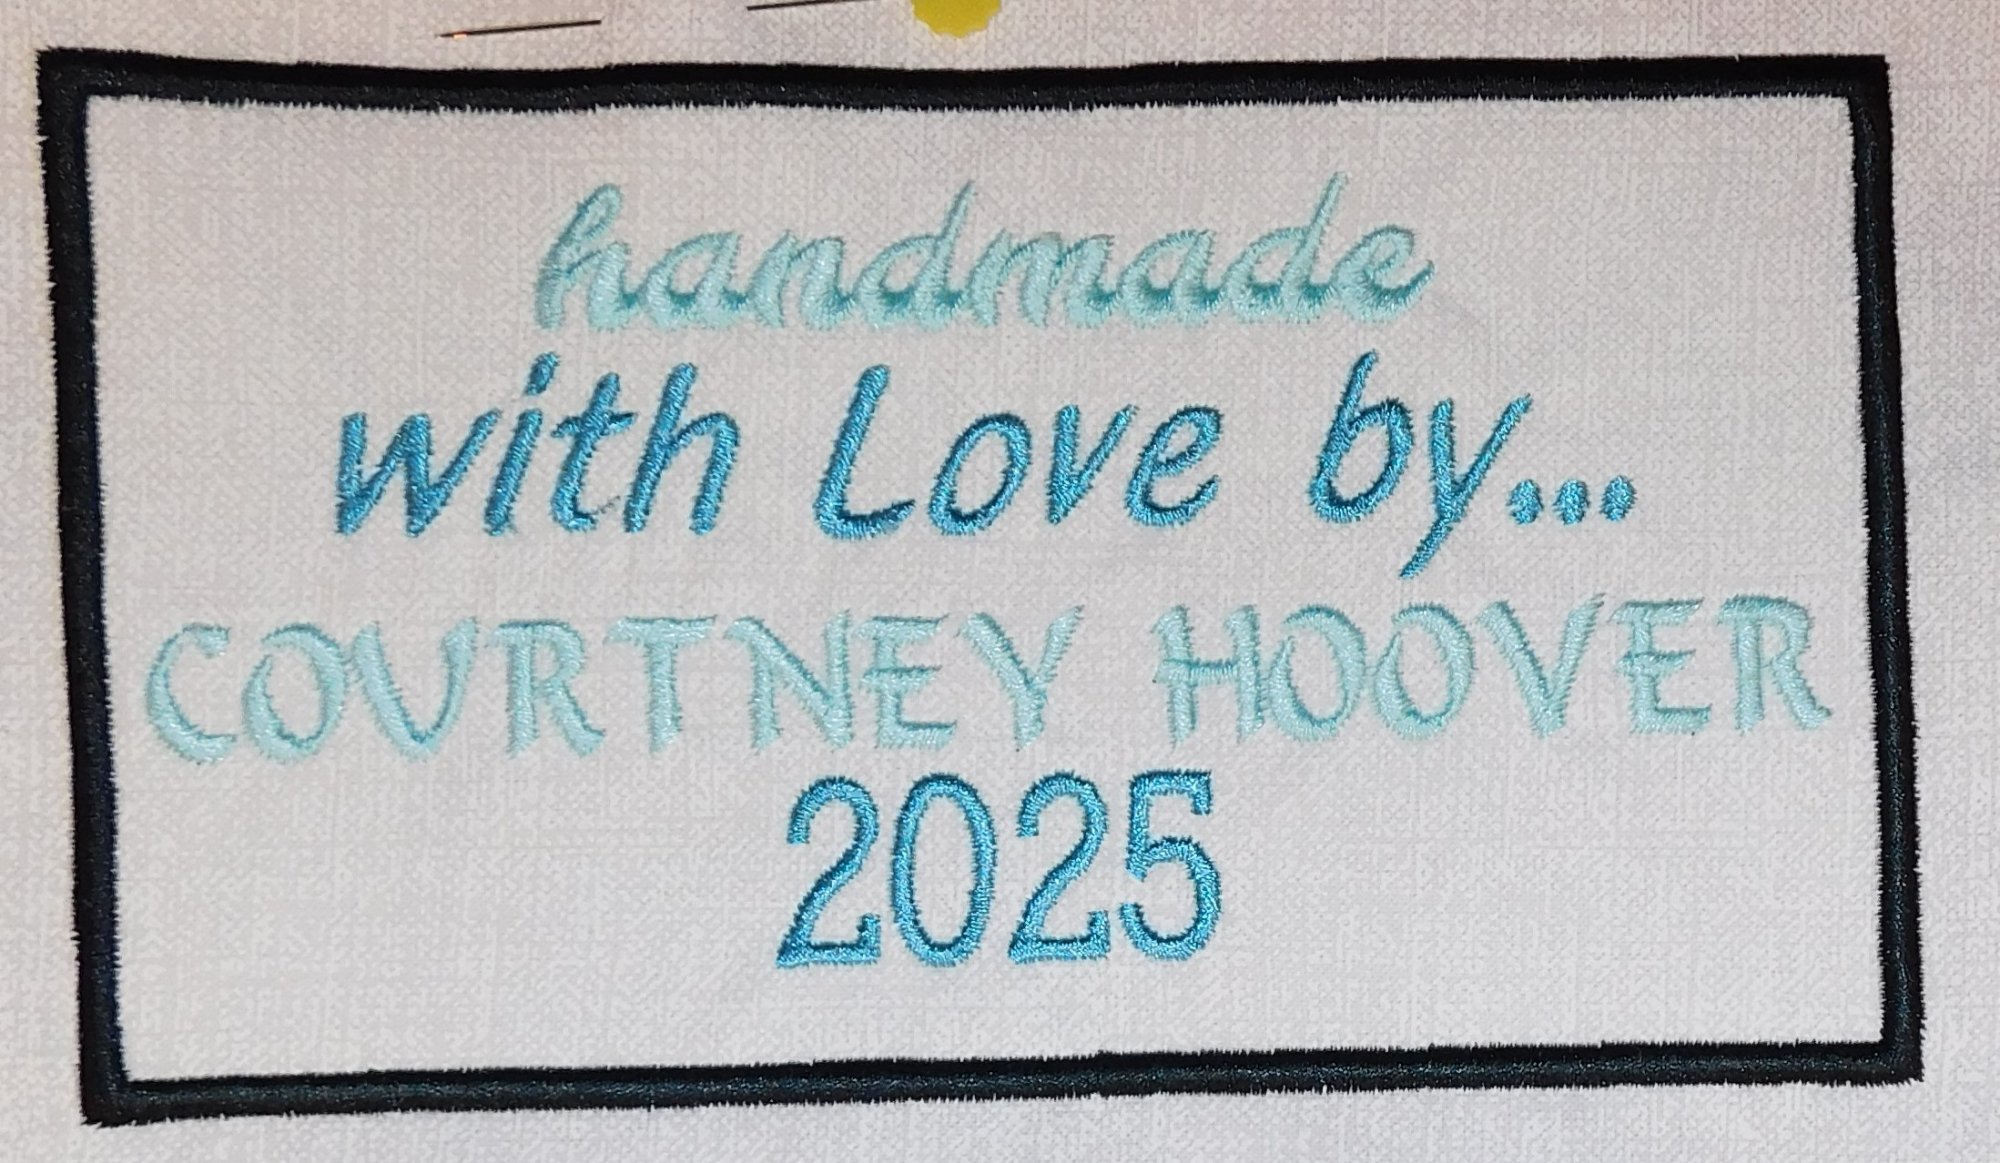 handmade
with Love by...
COURTNEY HOOVER
2025